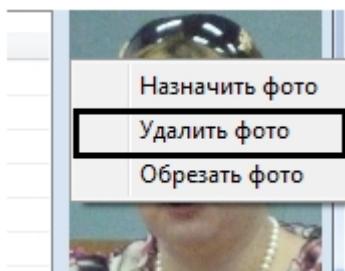 Назначить фото
Удалить фото
Обрезать фото